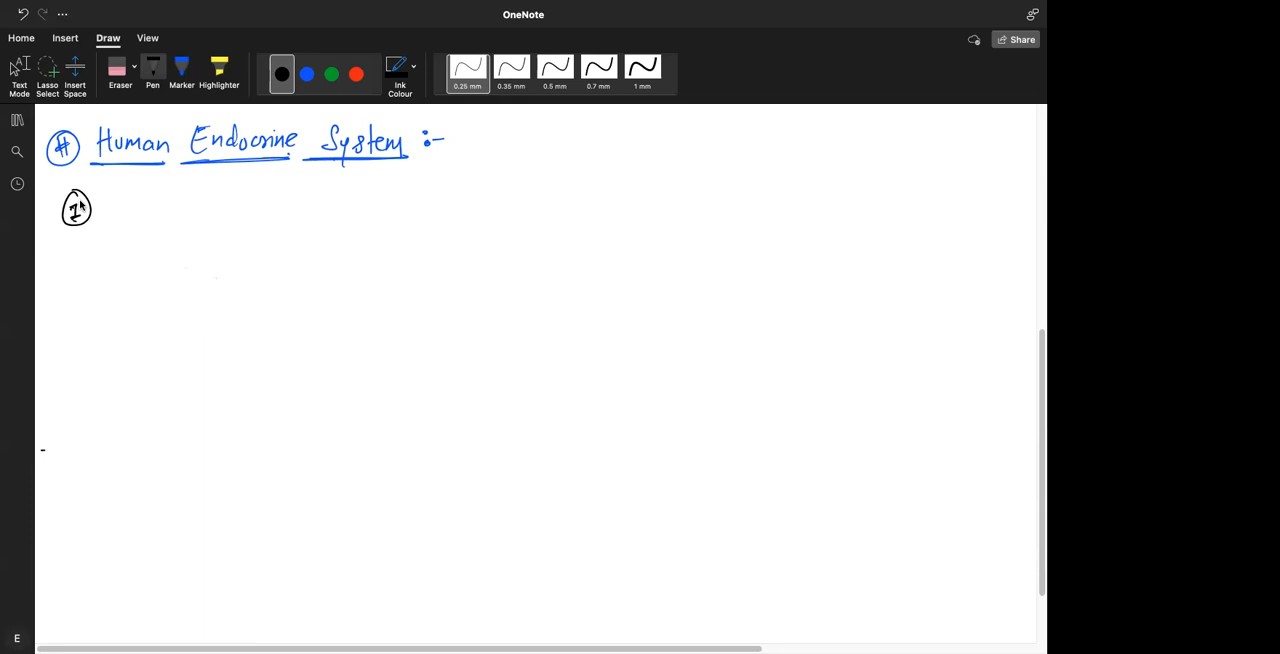 OneNote
Home Insert Draw View
Share
Text Mode
Lasso Select
Insert Space
Eraser
Pen
Marker
Highlighter
Ink Colour
0.25 mm
0.35 mm
0.5 mm
0.7 mm
1 mm
# Human Endocrine System :-
1
E